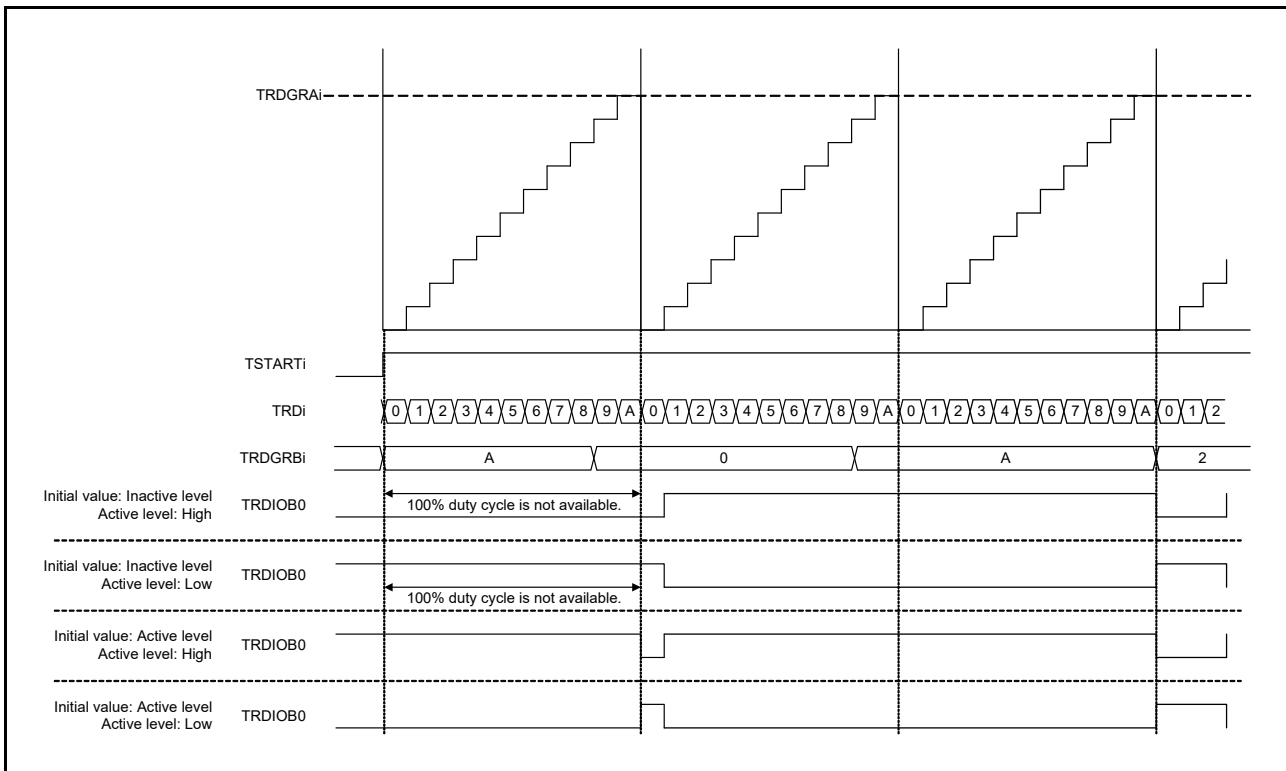 TRDGRAi
TSTARTi
TRDi 0 1 2 3 4 5 6 7 8 9 A 0 1 2 3 4 5 6 7 8 9 A 0 1 2 3 4 5 6 7 8 9 A 0 1 2
TRDGRBi A 0 A 2
Initial value: Inactive level
Active level: High
TRDIOB0
100% duty cycle is not available.
Initial value: Inactive level
Active level: Low
TRDIOB0
100% duty cycle is not available.
Initial value: Active level
Active level: High
TRDIOB0
Initial value: Active level
Active level: Low
TRDIOB0